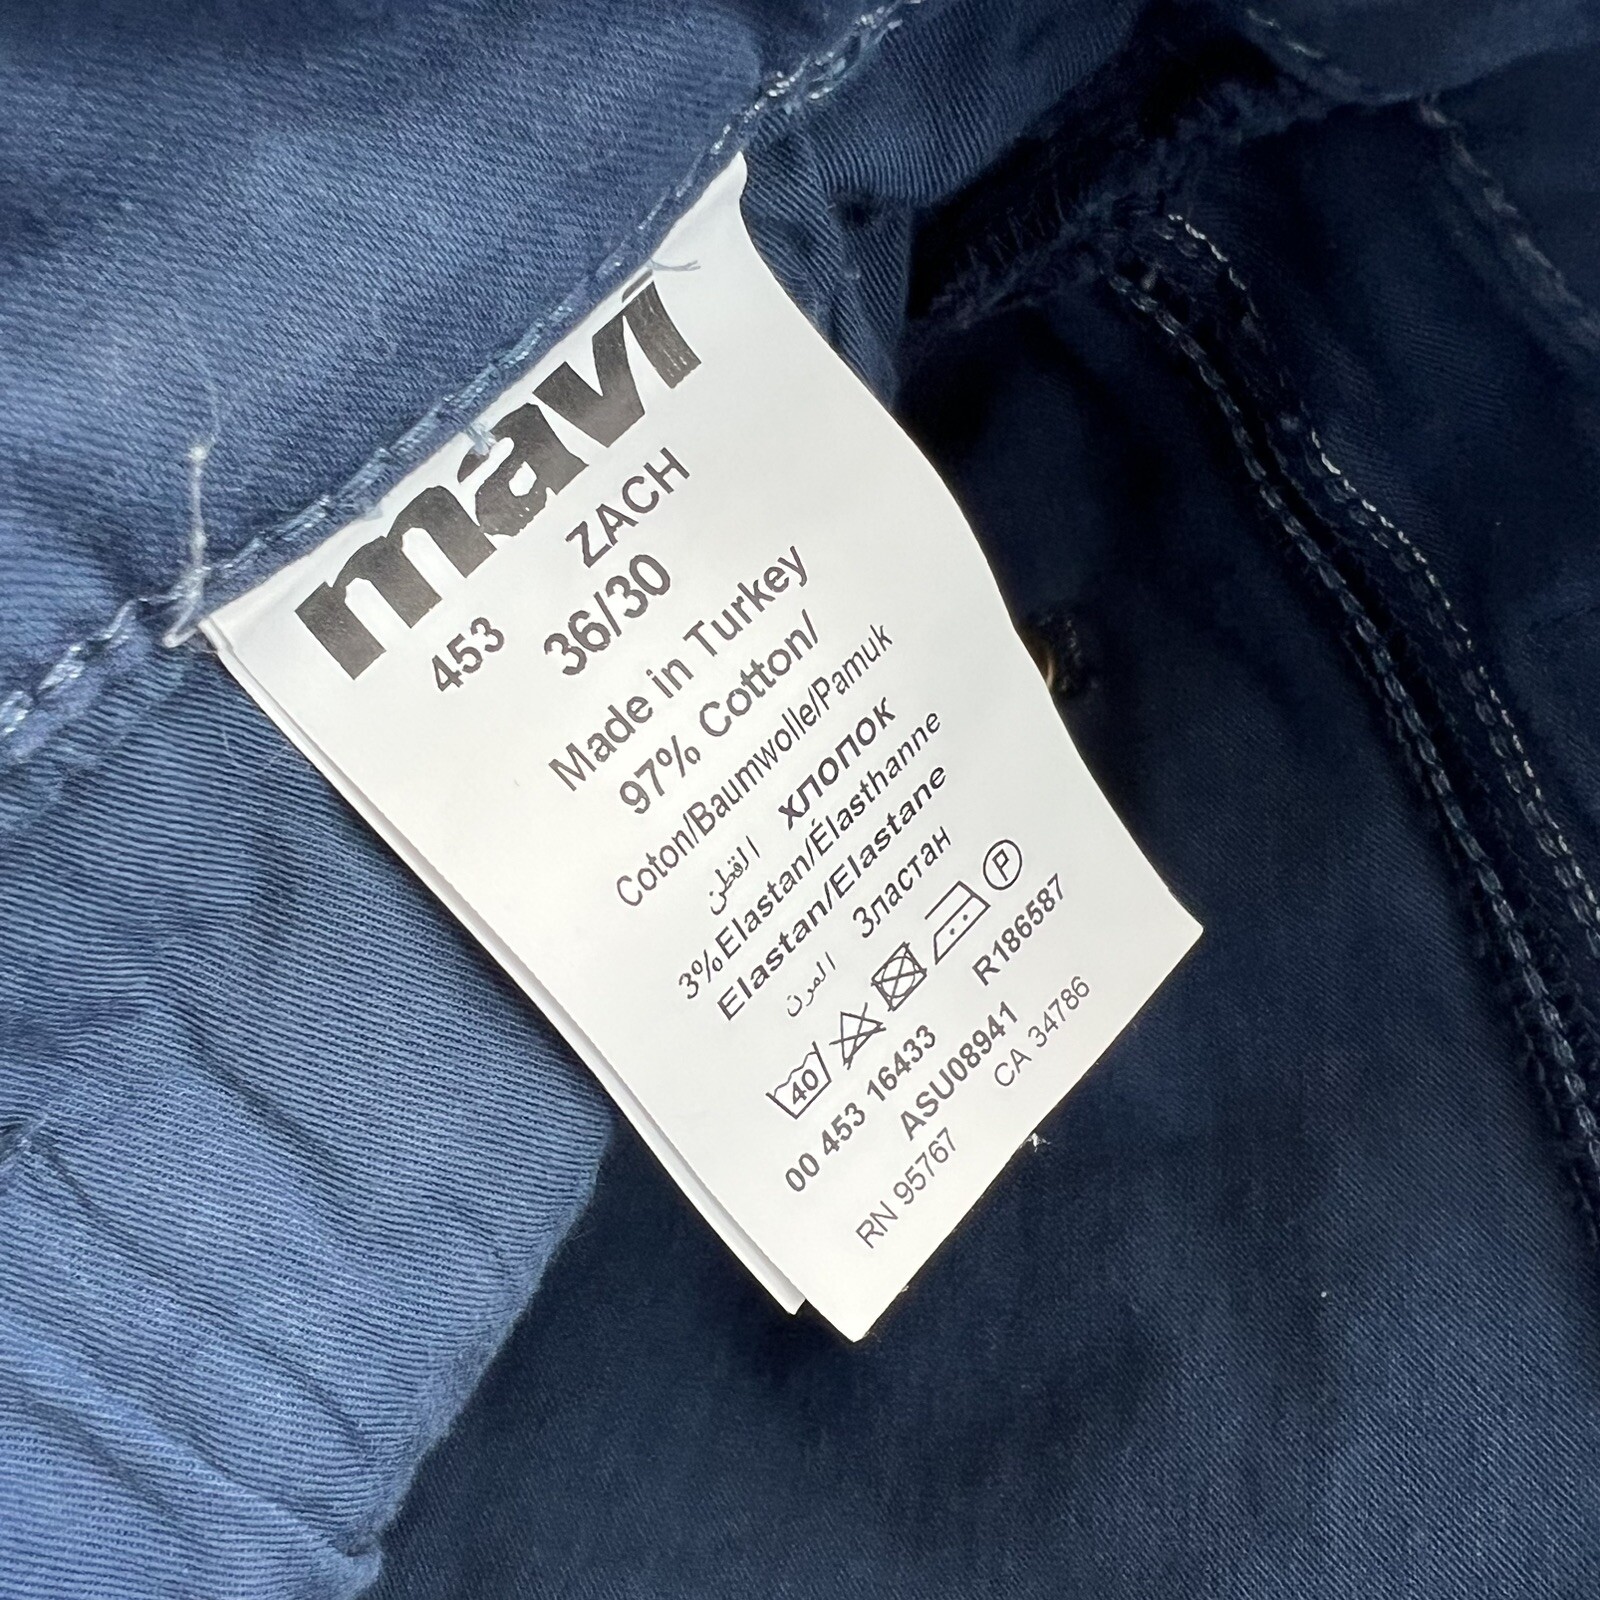 mavi
453 ZACH
36/30
Made in Turkey
97% Cotton/
Coton/Baumwolle/Pamuk
القطن хлопок
3%Elastan/Élasthanne
Elastan/Elastane
المرن Зластан
40 P
00 453 16433 R186587
ASU08941
RN 95767 CA 34786